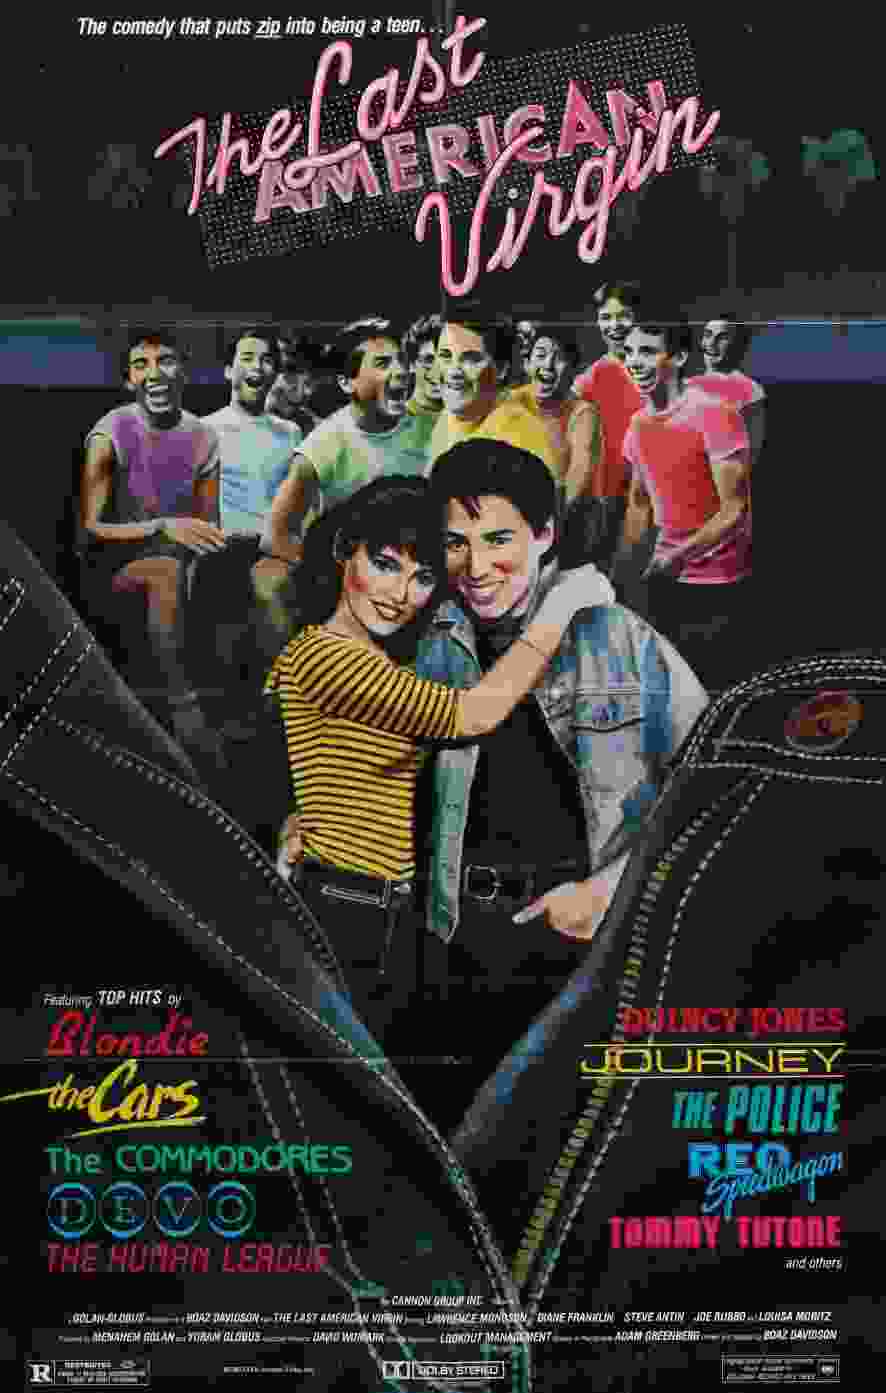 The comedy that puts zip into being a teen...
The Last
AMERICAN
Virgin
Featuring TOP HITS by
Blondie
the Cars
The COMMODORES
DEVO
THE HUMAN LEAGUE
QUINCY JONES
JOURNEY
THE POLICE
REO
Speedwagon
TOMMY TUTONE
and others
CANNON GROUP INC.
GOLAN-GLOBUS BOAZ DAVIDSON THE LAST AMERICAN VIRGIN LAWRENCE MONOSON DIANE FRANKLIN STEVE ANTIN JOE RUBBO LOUISA MORITZ
MENAHEM GOLAN and YORAM GLOBUS DAVID WOMARK LOOKOUT MANAGEMENT ADAM GREENBERG BOAZ DAVIDSON
R RESTRICTED
DOLBY STEREO